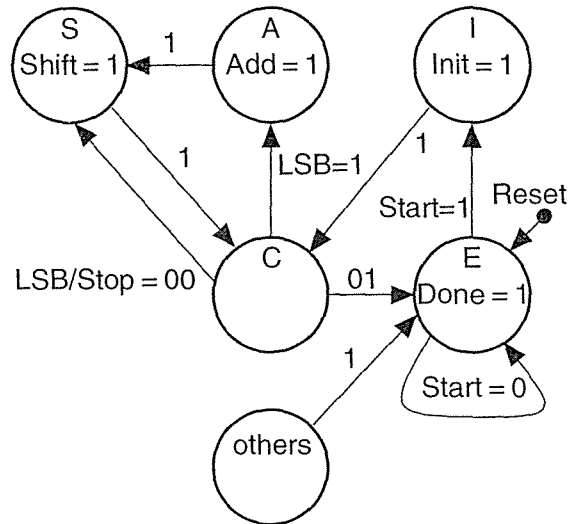 S
Shift = 1
A
Add = 1
I
Init = 1
1
1
LSB=1
1
Start=1
Reset
LSB/Stop = 00
C
01
E
Done = 1
1
Start = 0
others